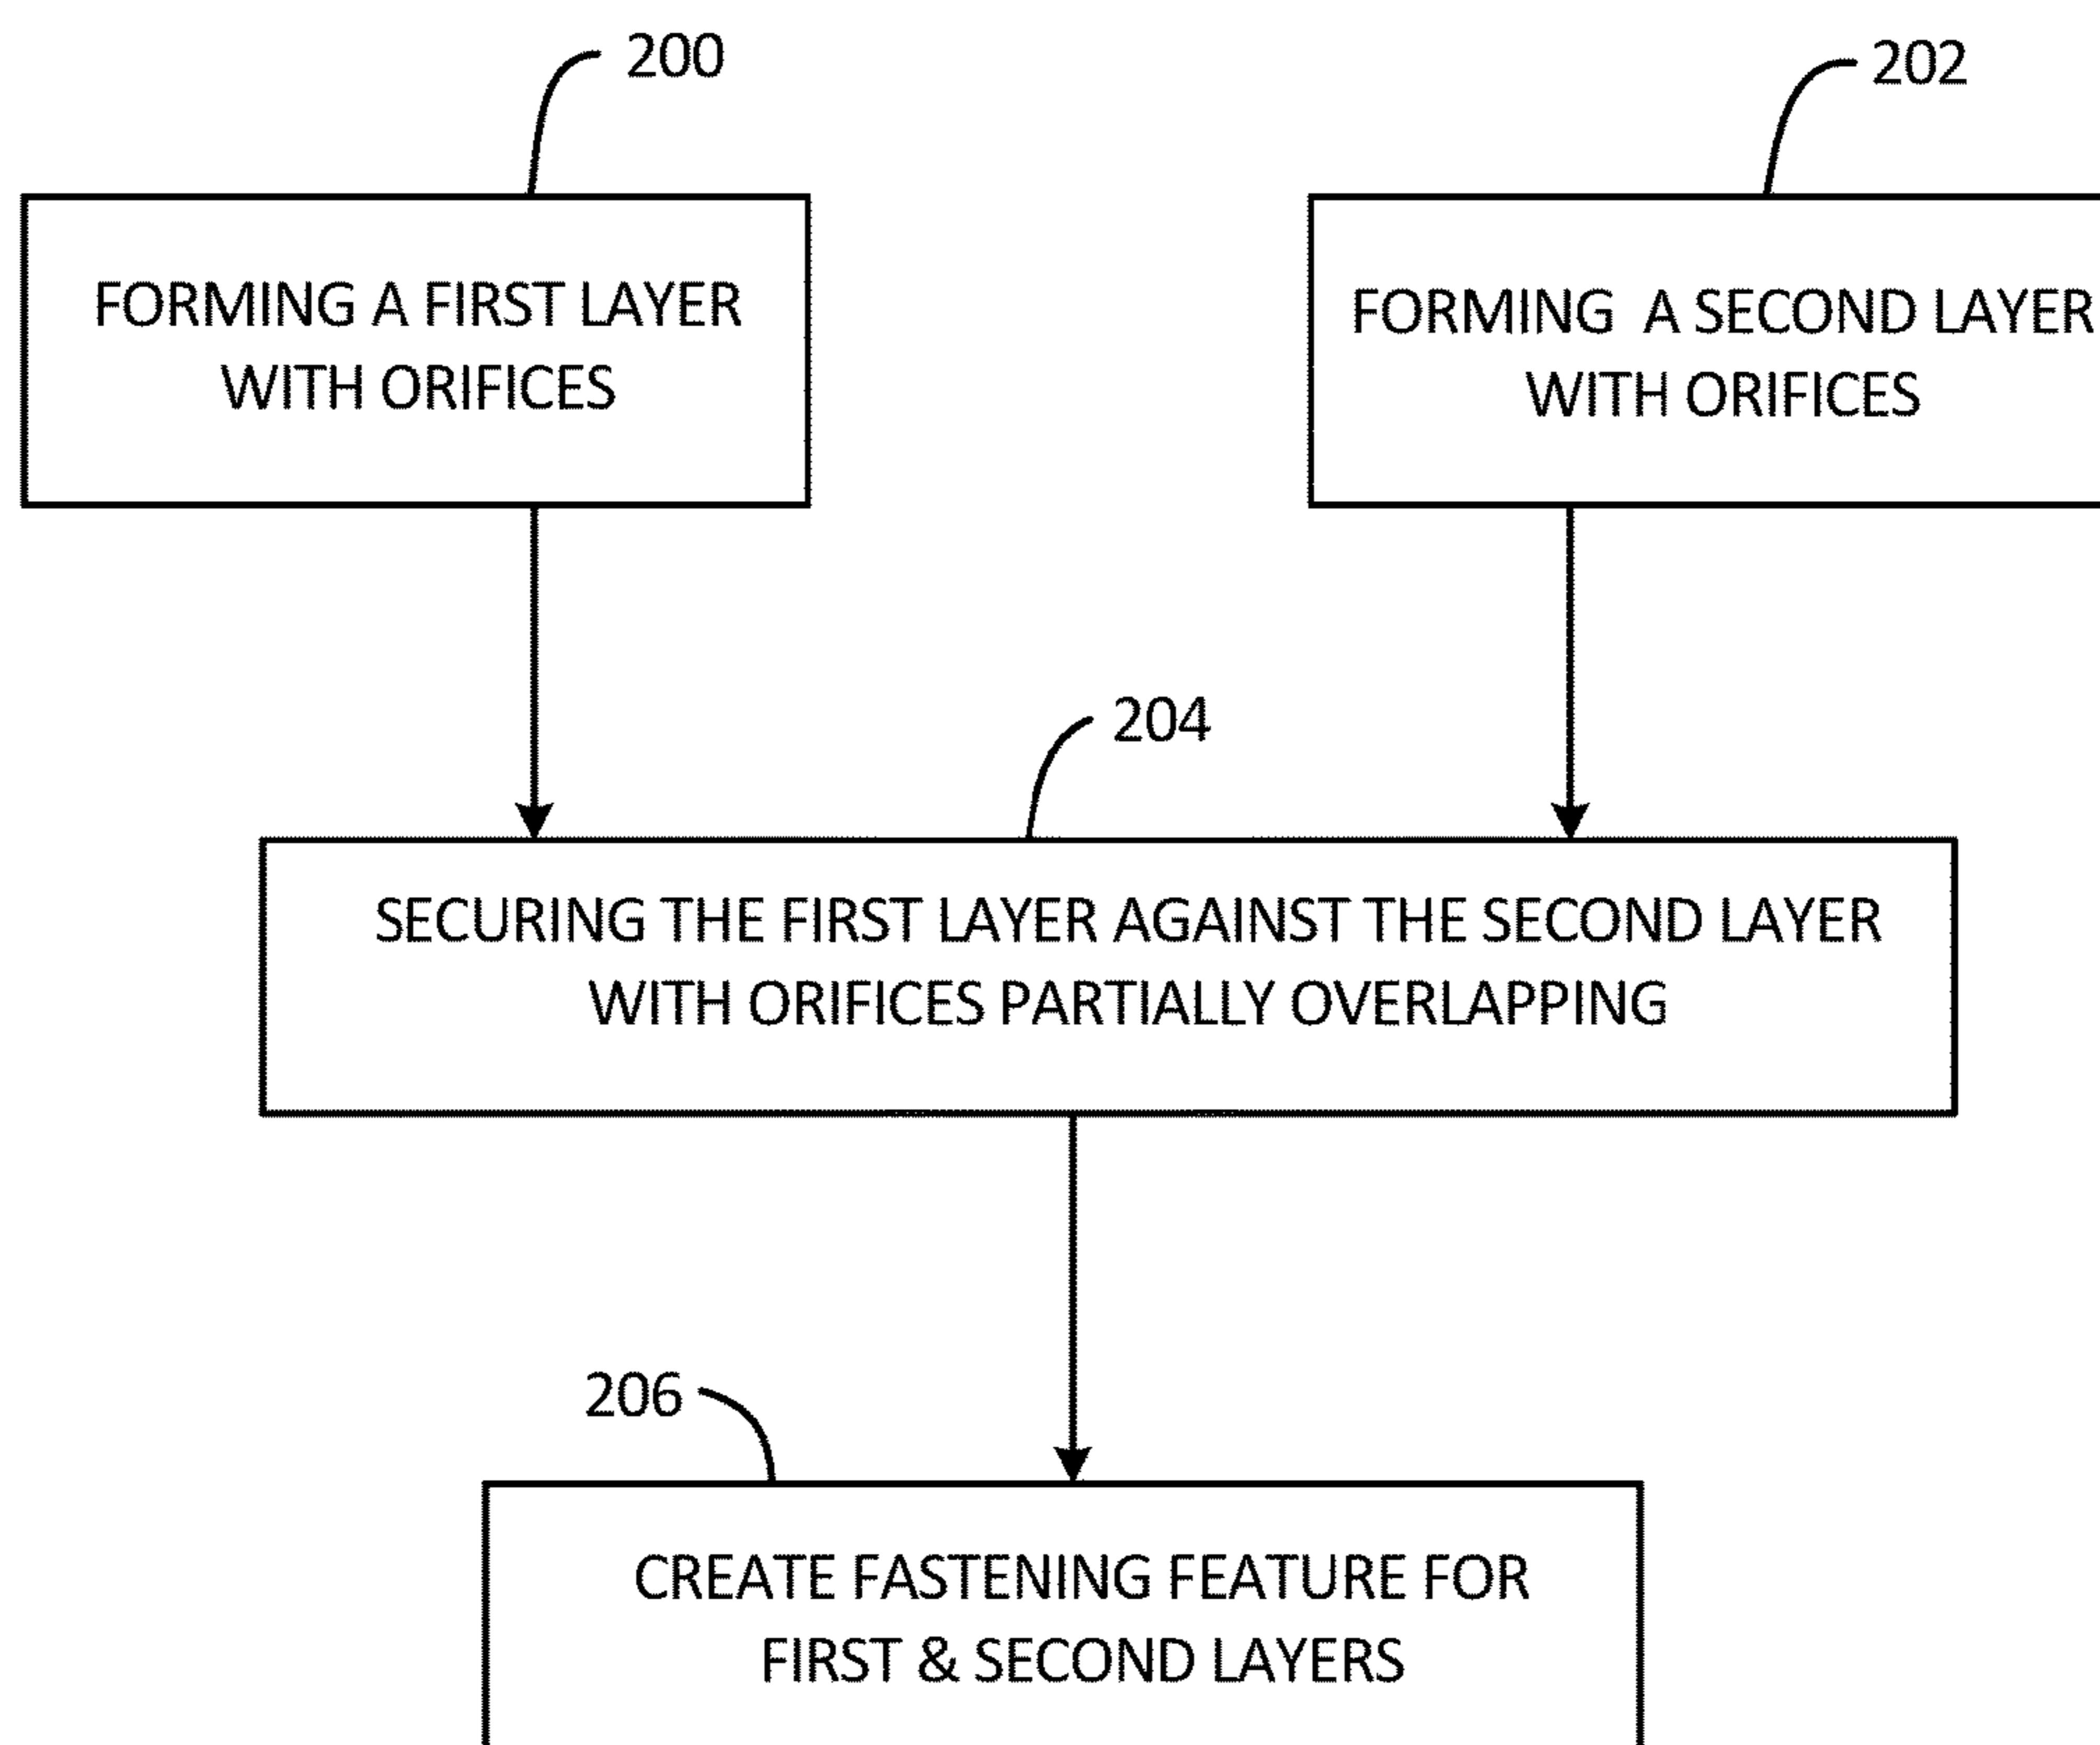 200
202
FORMING A FIRST LAYER
WITH ORIFICES
FORMING A SECOND LAYER
WITH ORIFICES
204
SECURING THE FIRST LAYER AGAINST THE SECOND LAYER
WITH ORIFICES PARTIALLY OVERLAPPING
206
CREATE FASTENING FEATURE FOR
FIRST & SECOND LAYERS